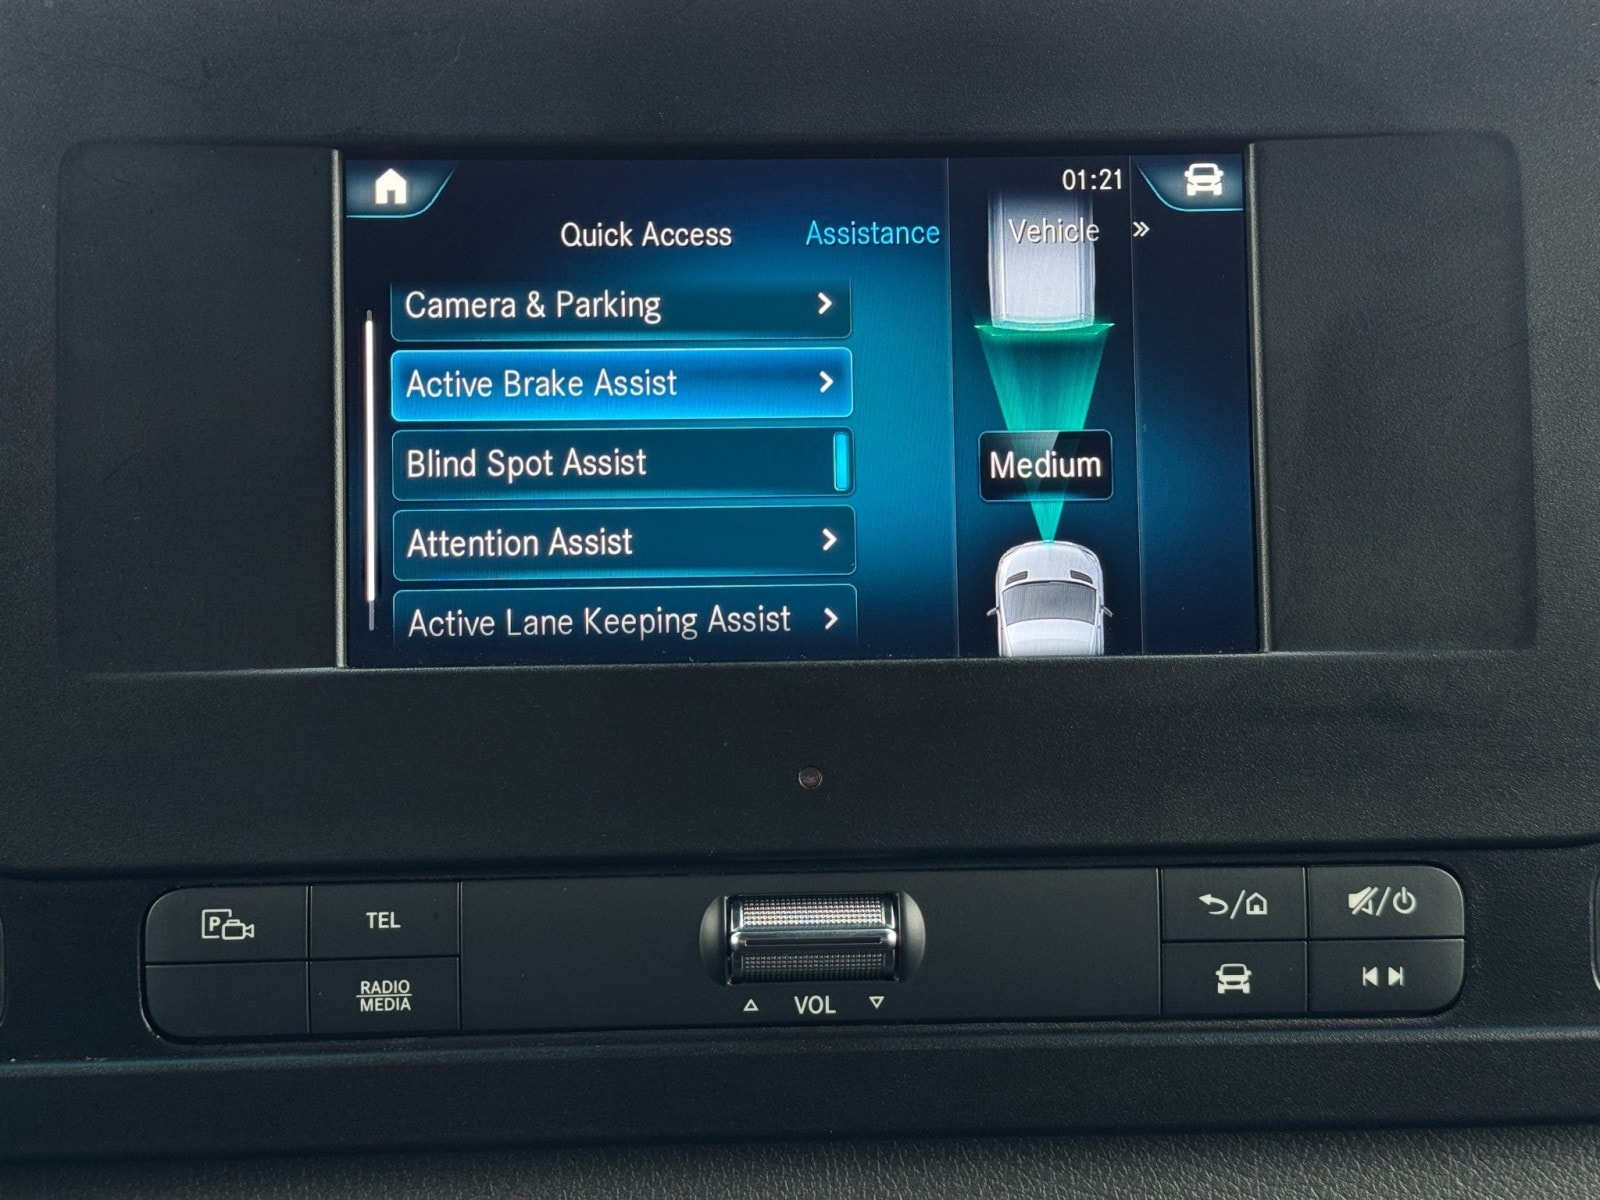 01:21
Quick Access Assistance Vehicle »
Camera & Parking
Active Brake Assist
Blind Spot Assist
Medium
Attention Assist
Active Lane Keeping Assist
P
TEL
RADIO
MEDIA
VOL